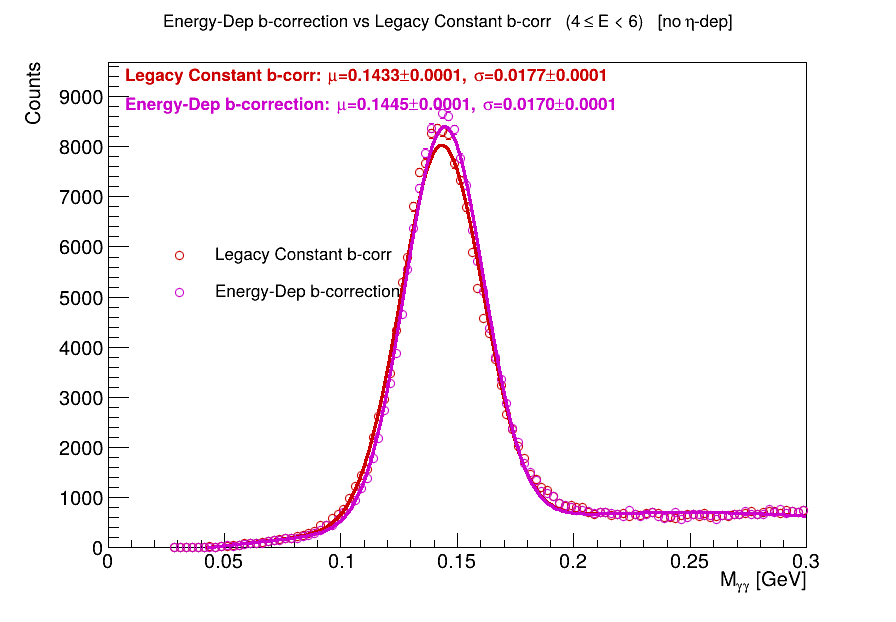 Energy-Dep b-correction vs Legacy Constant b-corr (4 ≤ E < 6) [no η-dep]
Counts
Legacy Constant b-corr: μ=0.1433±0.0001, σ=0.0177±0.0001
Energy-Dep b-correction: μ=0.1445±0.0001, σ=0.0170±0.0001
9000
8000
7000
6000
5000
4000
3000
2000
1000
0
Legacy Constant b-corr
Energy-Dep b-correction
0 0.05 0.1 0.15 0.2 0.25 0.3
M_γγ [GeV]